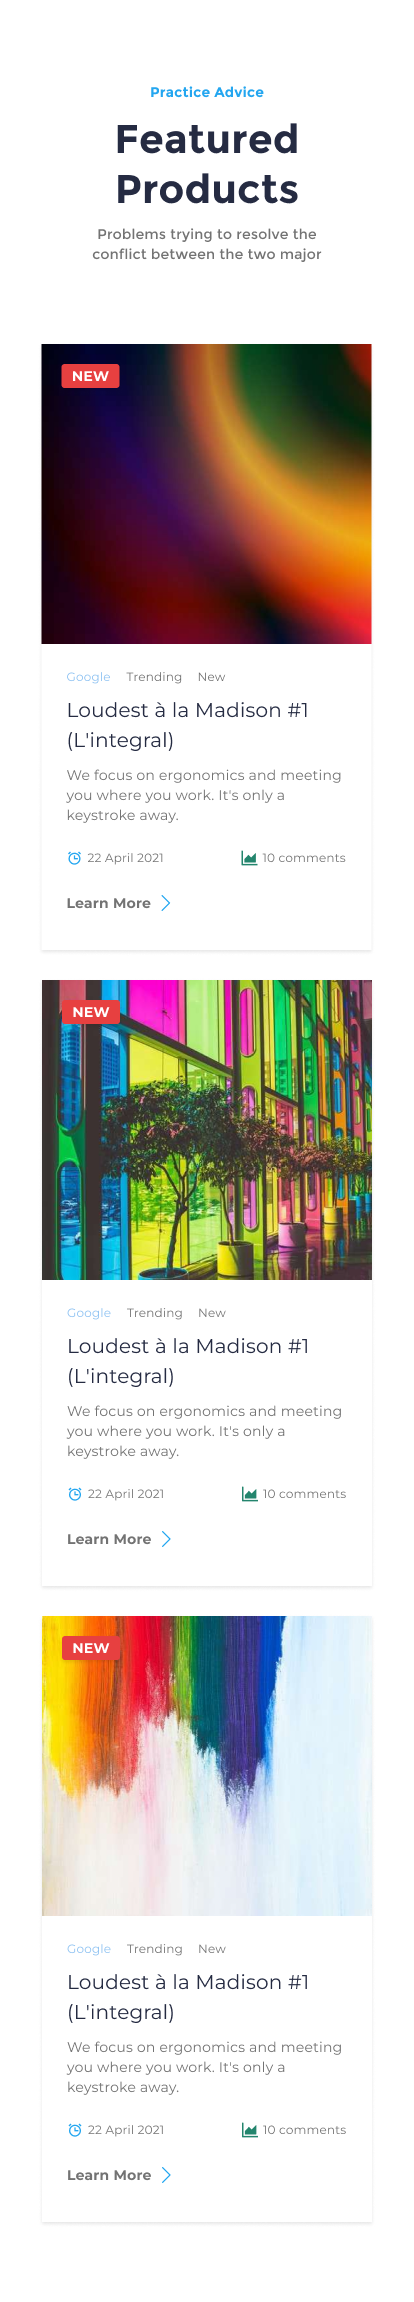 Practice Advice
Featured
Products
Problems trying to resolve the
conflict between the two major
NEW
Google Trending New
Loudest à la Madison #1
(L'integral)
We focus on ergonomics and meeting
you where you work. It's only a
keystroke away.
22 April 2021 10 comments
Learn More
NEW
Google Trending New
Loudest à la Madison #1
(L'integral)
We focus on ergonomics and meeting
you where you work. It's only a
keystroke away.
22 April 2021 10 comments
Learn More
NEW
Google Trending New
Loudest à la Madison #1
(L'integral)
We focus on ergonomics and meeting
you where you work. It's only a
keystroke away.
22 April 2021 10 comments
Learn More